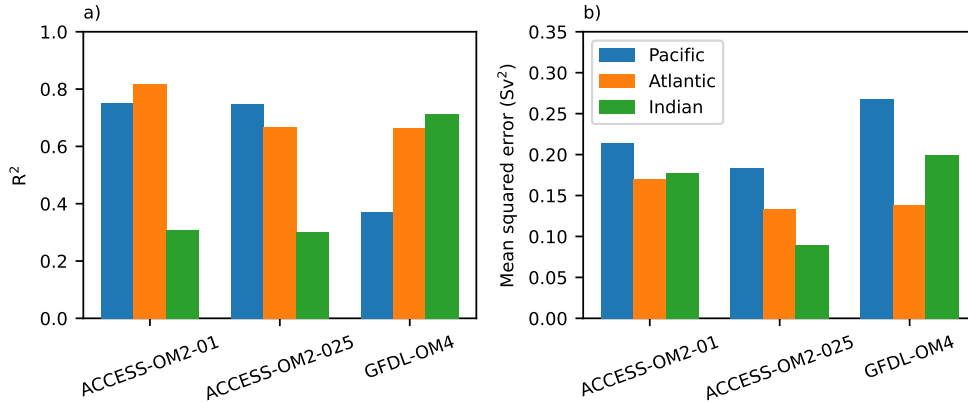 a)
1.0
0.8
0.6
0.4
0.2
0.0
R²
ACCESS-OM2-01
ACCESS-OM2-025
GFDL-OM4
b)
0.35
0.30
0.25
0.20
0.15
0.10
0.05
0.00
Mean squared error (Sv²)
Pacific
Atlantic
Indian
ACCESS-OM2-01
ACCESS-OM2-025
GFDL-OM4